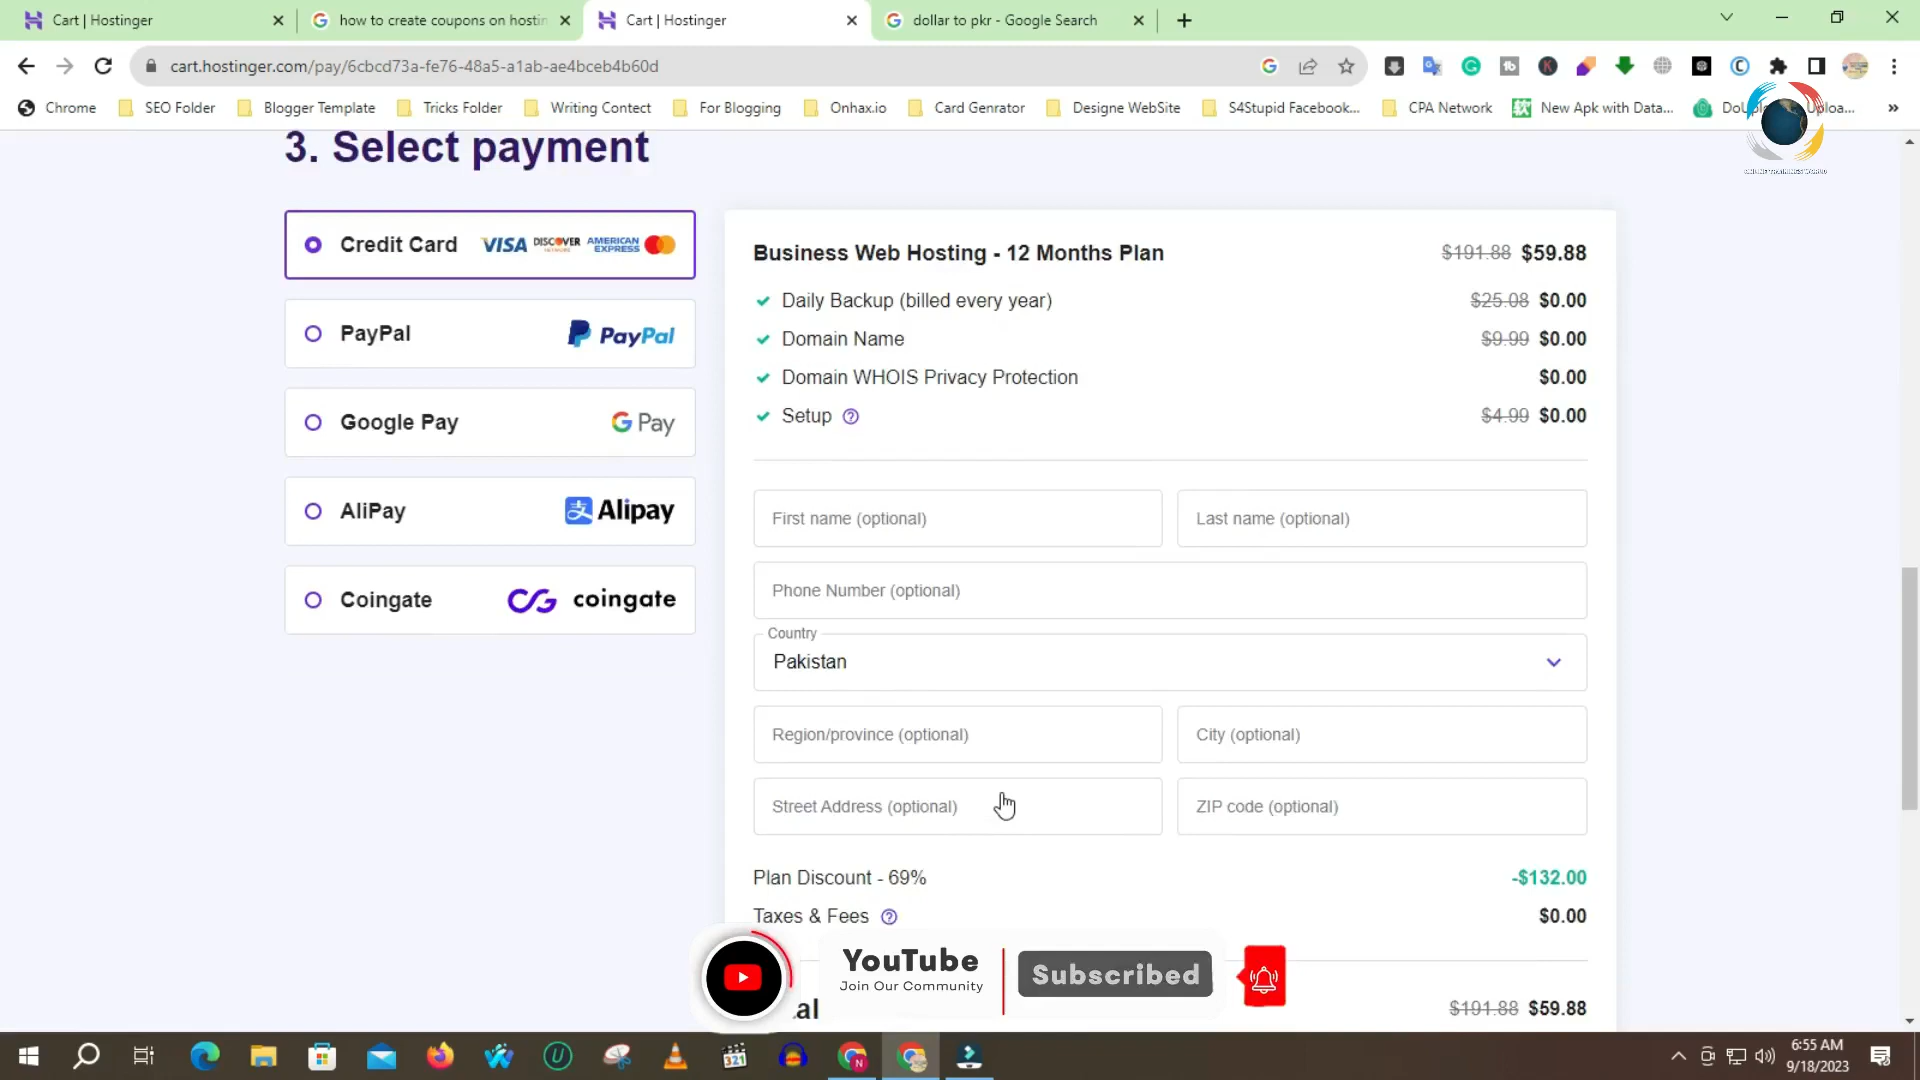 Cart | Hostinger
how to create coupons on hostin
Cart | Hostinger
dollar to pkr - Google Search
cart.hostinger.com/pay/6cbcd73a-fe76-48a5-a1ab-ae4bceb4b60d
Chrome SEO Folder Blogger Template Tricks Folder Writing Contect For Blogging Onhax.io Card Genrator Designe WebSite S4Stupid Facebook... CPA Network New Apk with Data...
3. Select payment
Credit Card VISA DISCOVER AMERICAN EXPRESS
PayPal PayPal
Google Pay G Pay
AliPay 支 Alipay
Coingate coingate
Business Web Hosting - 12 Months Plan $191.88 $59.88
Daily Backup (billed every year) $25.08 $0.00
Domain Name $9.99 $0.00
Domain WHOIS Privacy Protection $0.00
Setup ? $4.99 $0.00
First name (optional) Last name (optional)
Phone Number (optional)
Country
Pakistan
Region/province (optional) City (optional)
Street Address (optional) ZIP code (optional)
Plan Discount - 69% -$132.00
Taxes & Fees ? $0.00
YouTube
Join Our Community
Subscribed
$191.88 $59.88
6:55 AM
9/18/2023